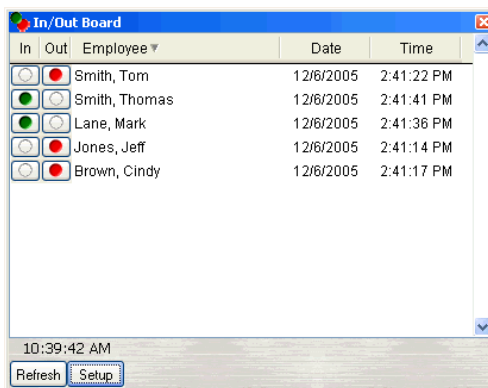 In/Out Board
In Out Employee Date Time
Smith, Tom 12/6/2005 2:41:22 PM
Smith, Thomas 12/6/2005 2:41:41 PM
Lane, Mark 12/6/2005 2:41:36 PM
Jones, Jeff 12/6/2005 2:41:14 PM
Brown, Cindy 12/6/2005 2:41:17 PM
10:39:42 AM
Refresh Setup